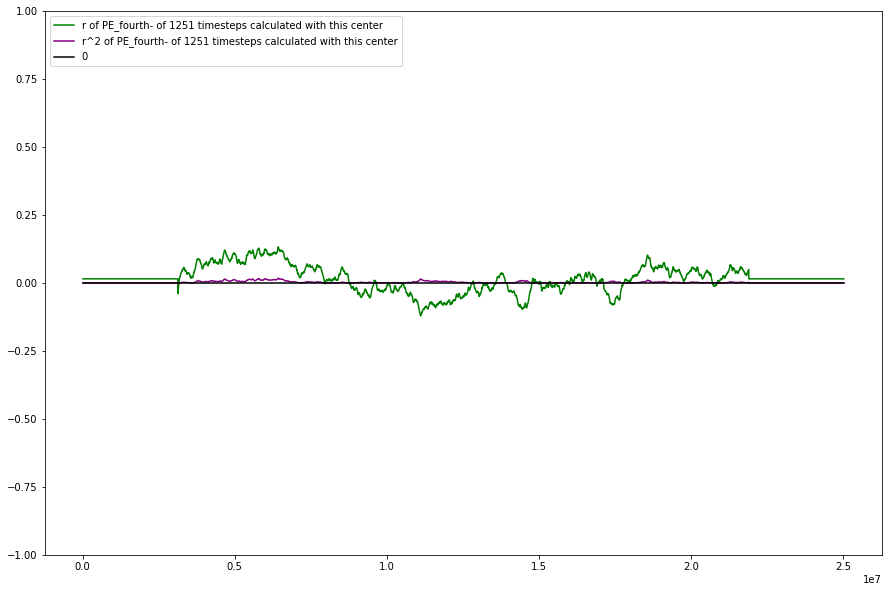 1.00
r of PE_fourth- of 1251 timesteps calculated with this center
r^2 of PE_fourth- of 1251 timesteps calculated with this center
0
0.75
0.50
0.25
0.00
−0.25
−0.50
−0.75
−1.00
0.0 0.5 1.0 1.5 2.0 2.5
1e7